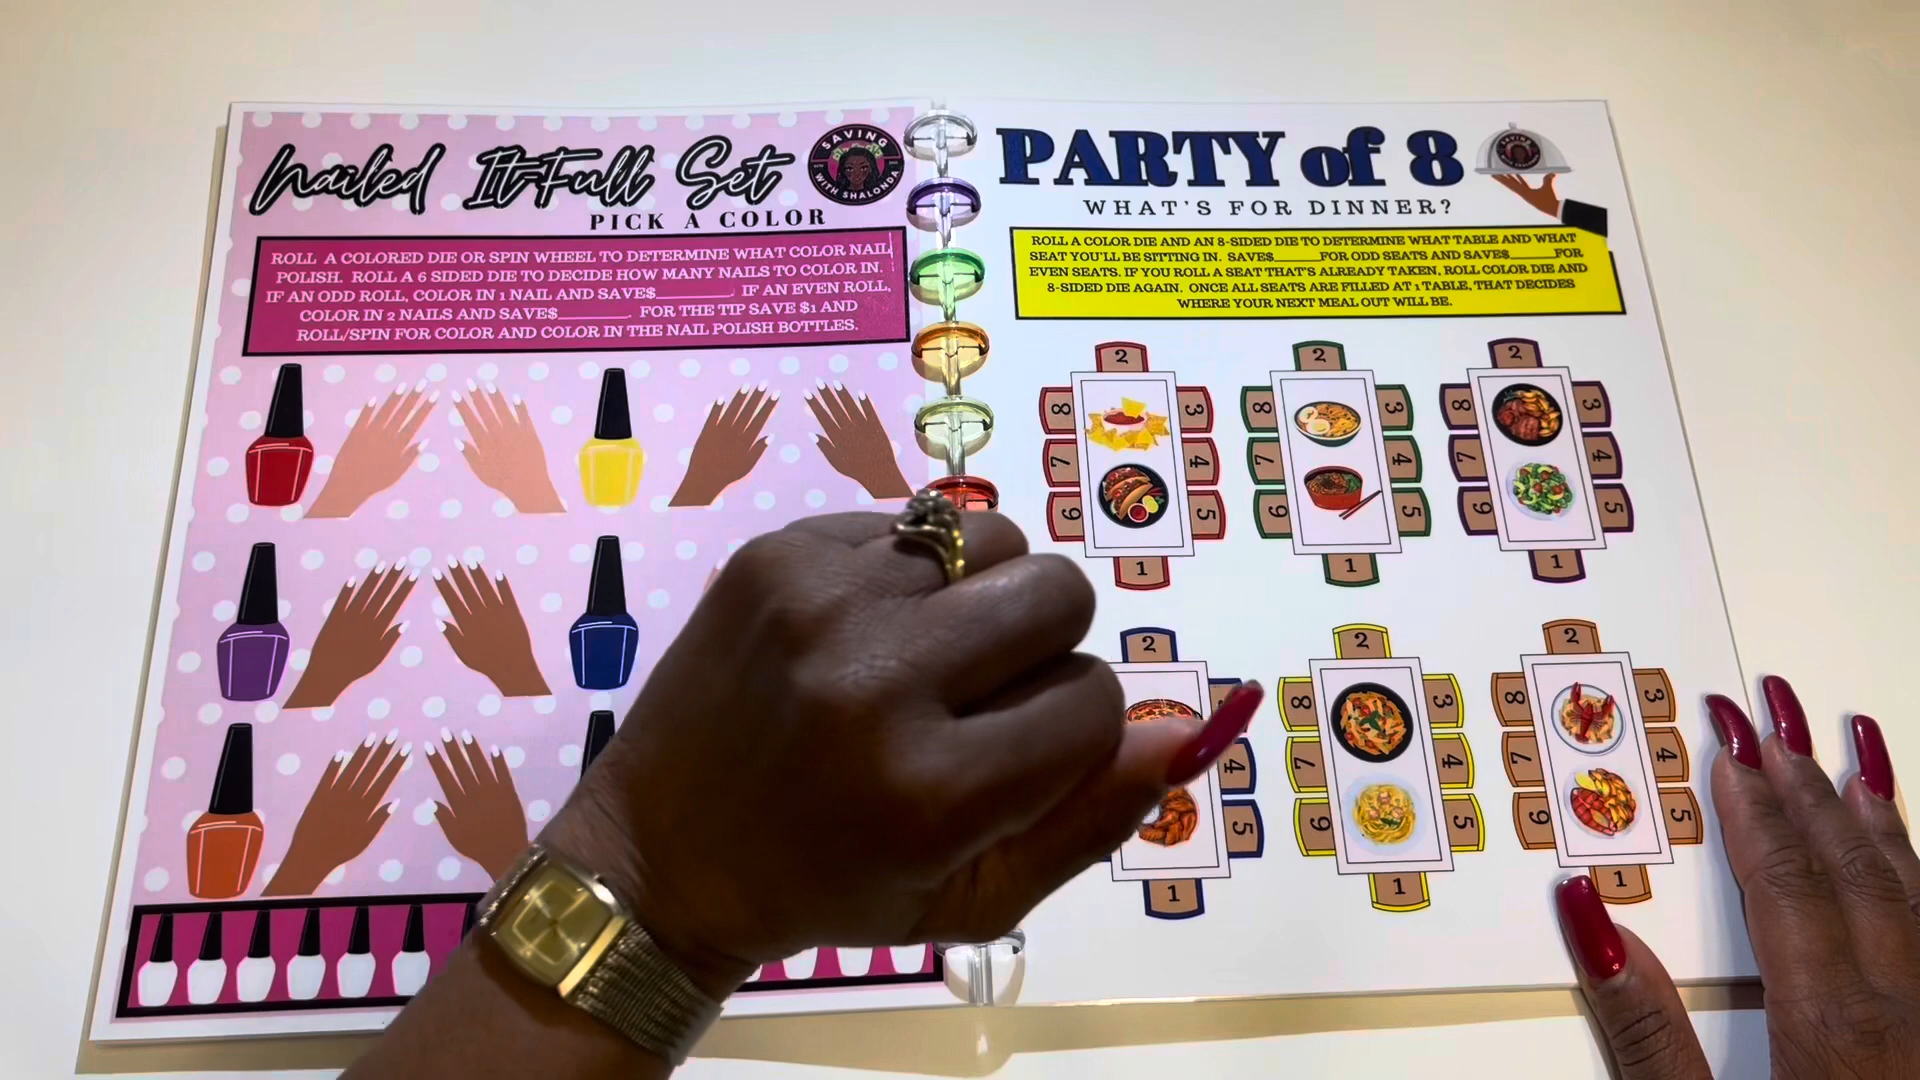 Nailed It-Full Set
SAVING
WITH SHALONDA
PICK A COLOR
ROLL A COLORED DIE OR SPIN WHEEL TO DETERMINE WHAT COLOR NAIL
POLISH. ROLL A 6 SIDED DIE TO DECIDE HOW MANY NAILS TO COLOR IN.
IF AN ODD ROLL, COLOR IN 1 NAIL AND SAVE$________. IF AN EVEN ROLL,
COLOR IN 2 NAILS AND SAVE$________. FOR THE TIP SAVE $1 AND
ROLL/SPIN FOR COLOR AND COLOR IN THE NAIL POLISH BOTTLES.
PARTY of 8
WHAT'S FOR DINNER?
ROLL A COLOR DIE AND AN 8-SIDED DIE TO DETERMINE WHAT TABLE AND WHAT
SEAT YOU'LL BE SITTING IN. SAVE$______FOR ODD SEATS AND SAVE$______FOR
EVEN SEATS. IF YOU ROLL A SEAT THAT'S ALREADY TAKEN, ROLL COLOR DIE AND
8-SIDED DIE AGAIN. ONCE ALL SEATS ARE FILLED AT 1 TABLE, THAT DECIDES
WHERE YOUR NEXT MEAL OUT WILL BE.
2 2 2
8 3 8 3 8 3
7 4 7 4 7 4
6 5 6 5 6 5
1 1 1
2 2 2
8 3 8 3
4 7 4 7 4
5 6 5 6 5
1 1 1